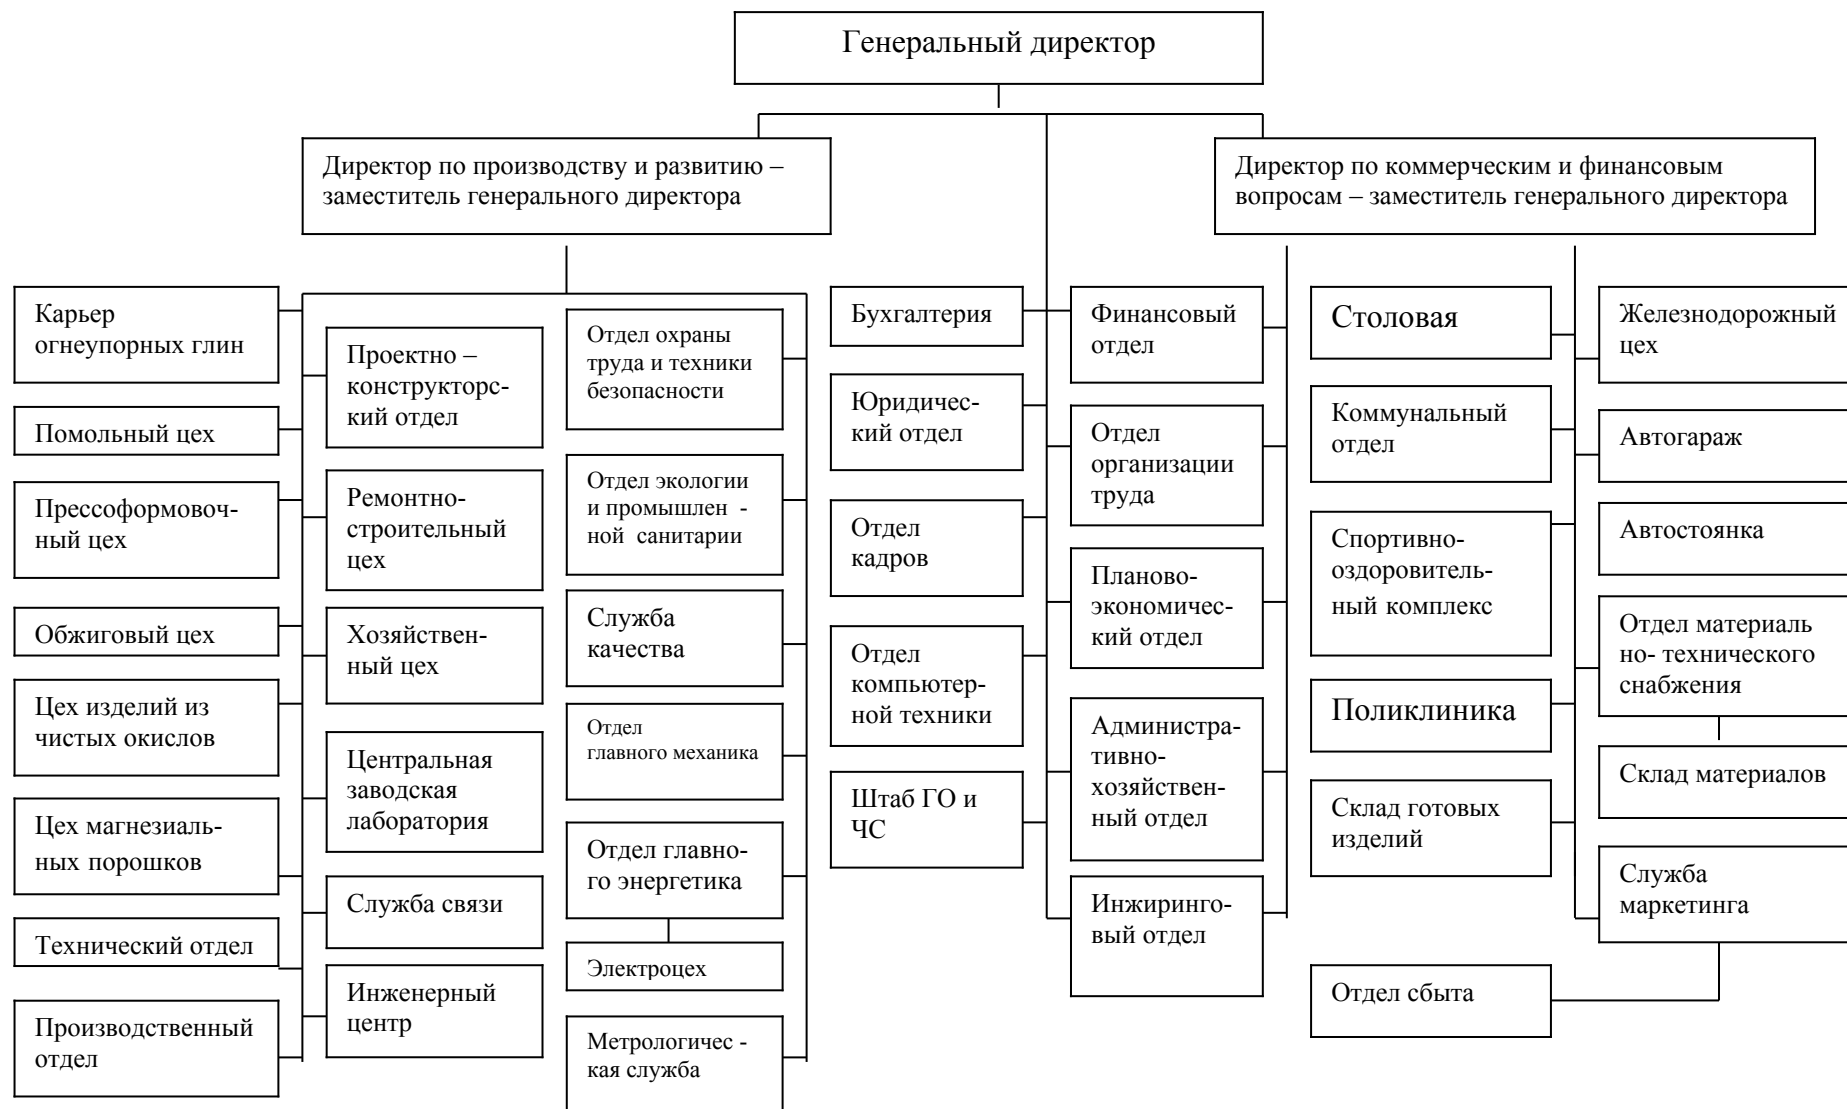 Генеральный директор
Директор по производству и развитию –
заместитель генерального директора
Директор по коммерческим и финансовым
вопросам – заместитель генерального директора
Карьер
огнеупорных глин
Помольный цех
Прессоформовоч-
ный цех
Обжиговый цех
Цех изделий из
чистых окислов
Цех магнезиаль-
ных порошков
Технический отдел
Производственный
отдел
Проектно –
конструкторс-
кий отдел
Ремонтно-
строительный
цех
Хозяйствен-
ный цех
Центральная
заводская
лаборатория
Служба связи
Инженерный
центр
Отдел охраны
труда и техники
безопасности
Отдел экологии
и промышлен -
ной санитарии
Служба
качества
Отдел
главного механика
Отдел главно-
го энергетика
Электроцех
Метрологичес -
кая служба
Бухгалтерия
Юридичес-
кий отдел
Отдел
кадров
Отдел
компьютер-
ной техники
Штаб ГО и
ЧС
Финансовый
отдел
Отдел
организации
труда
Планово-
экономичес-
кий отдел
Администра-
тивно-
хозяйствен-
ный отдел
Инжиринго-
вый отдел
Столовая
Коммунальный
отдел
Спортивно-
оздоровитель-
ный комплекс
Поликлиника
Склад готовых
изделий
Отдел сбыта
Железнодорожный
цех
Автогараж
Автостоянка
Отдел материаль
но- технического
снабжения
Склад материалов
Служба
маркетинга